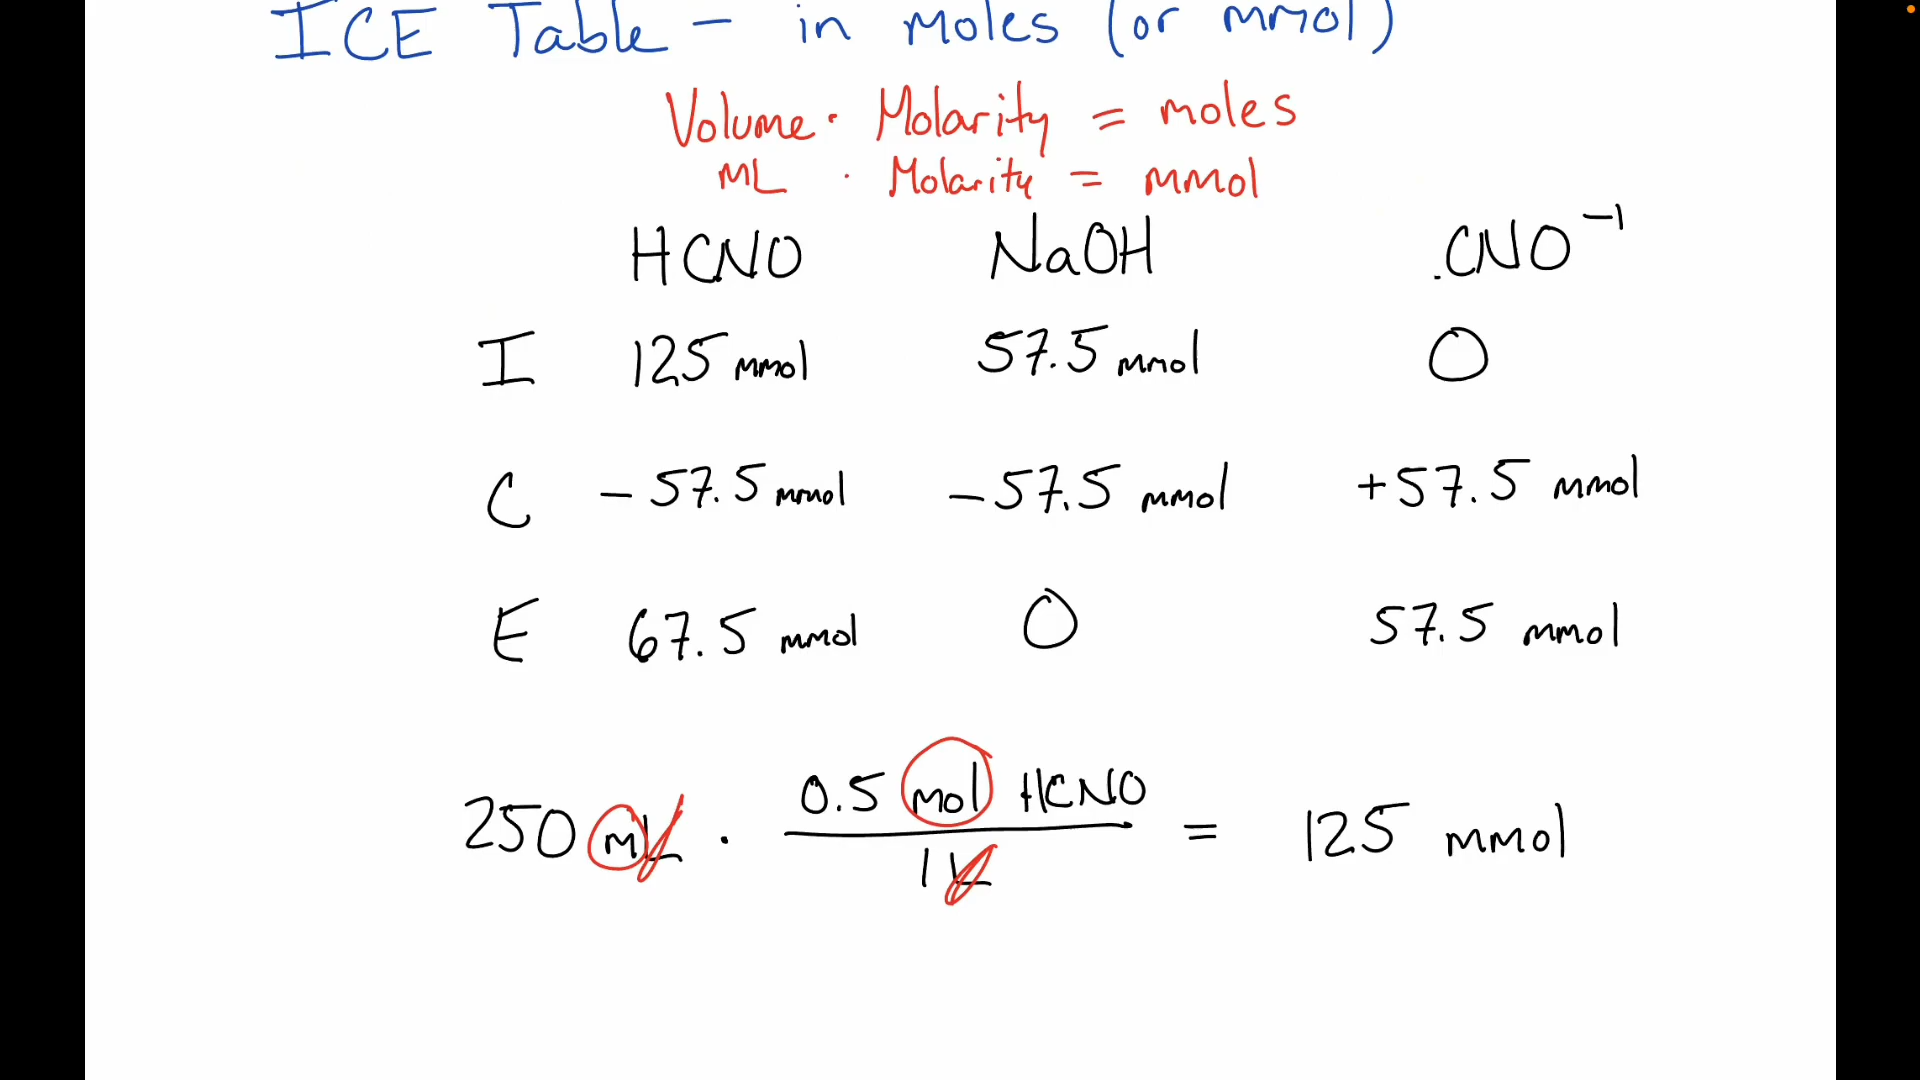 ICE Table - in moles (or mmol)
Volume · Molarity = moles
mL · Molarity = mmol
HCNO NaOH CNO⁻¹
I 125 mmol 57.5 mmol 0
C - 57.5 mmol - 57.5 mmol + 57.5 mmol
E 67.5 mmol 0 57.5 mmol
0.5 mol HCNO
250 mL · = 125 mmol
1 L